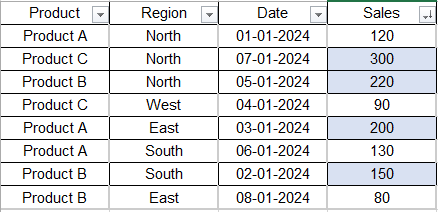 Product Region Date Sales
Product A North 01-01-2024 120
Product C North 07-01-2024 300
Product B North 05-01-2024 220
Product C West 04-01-2024 90
Product A East 03-01-2024 200
Product A South 06-01-2024 130
Product B South 02-01-2024 150
Product B East 08-01-2024 80